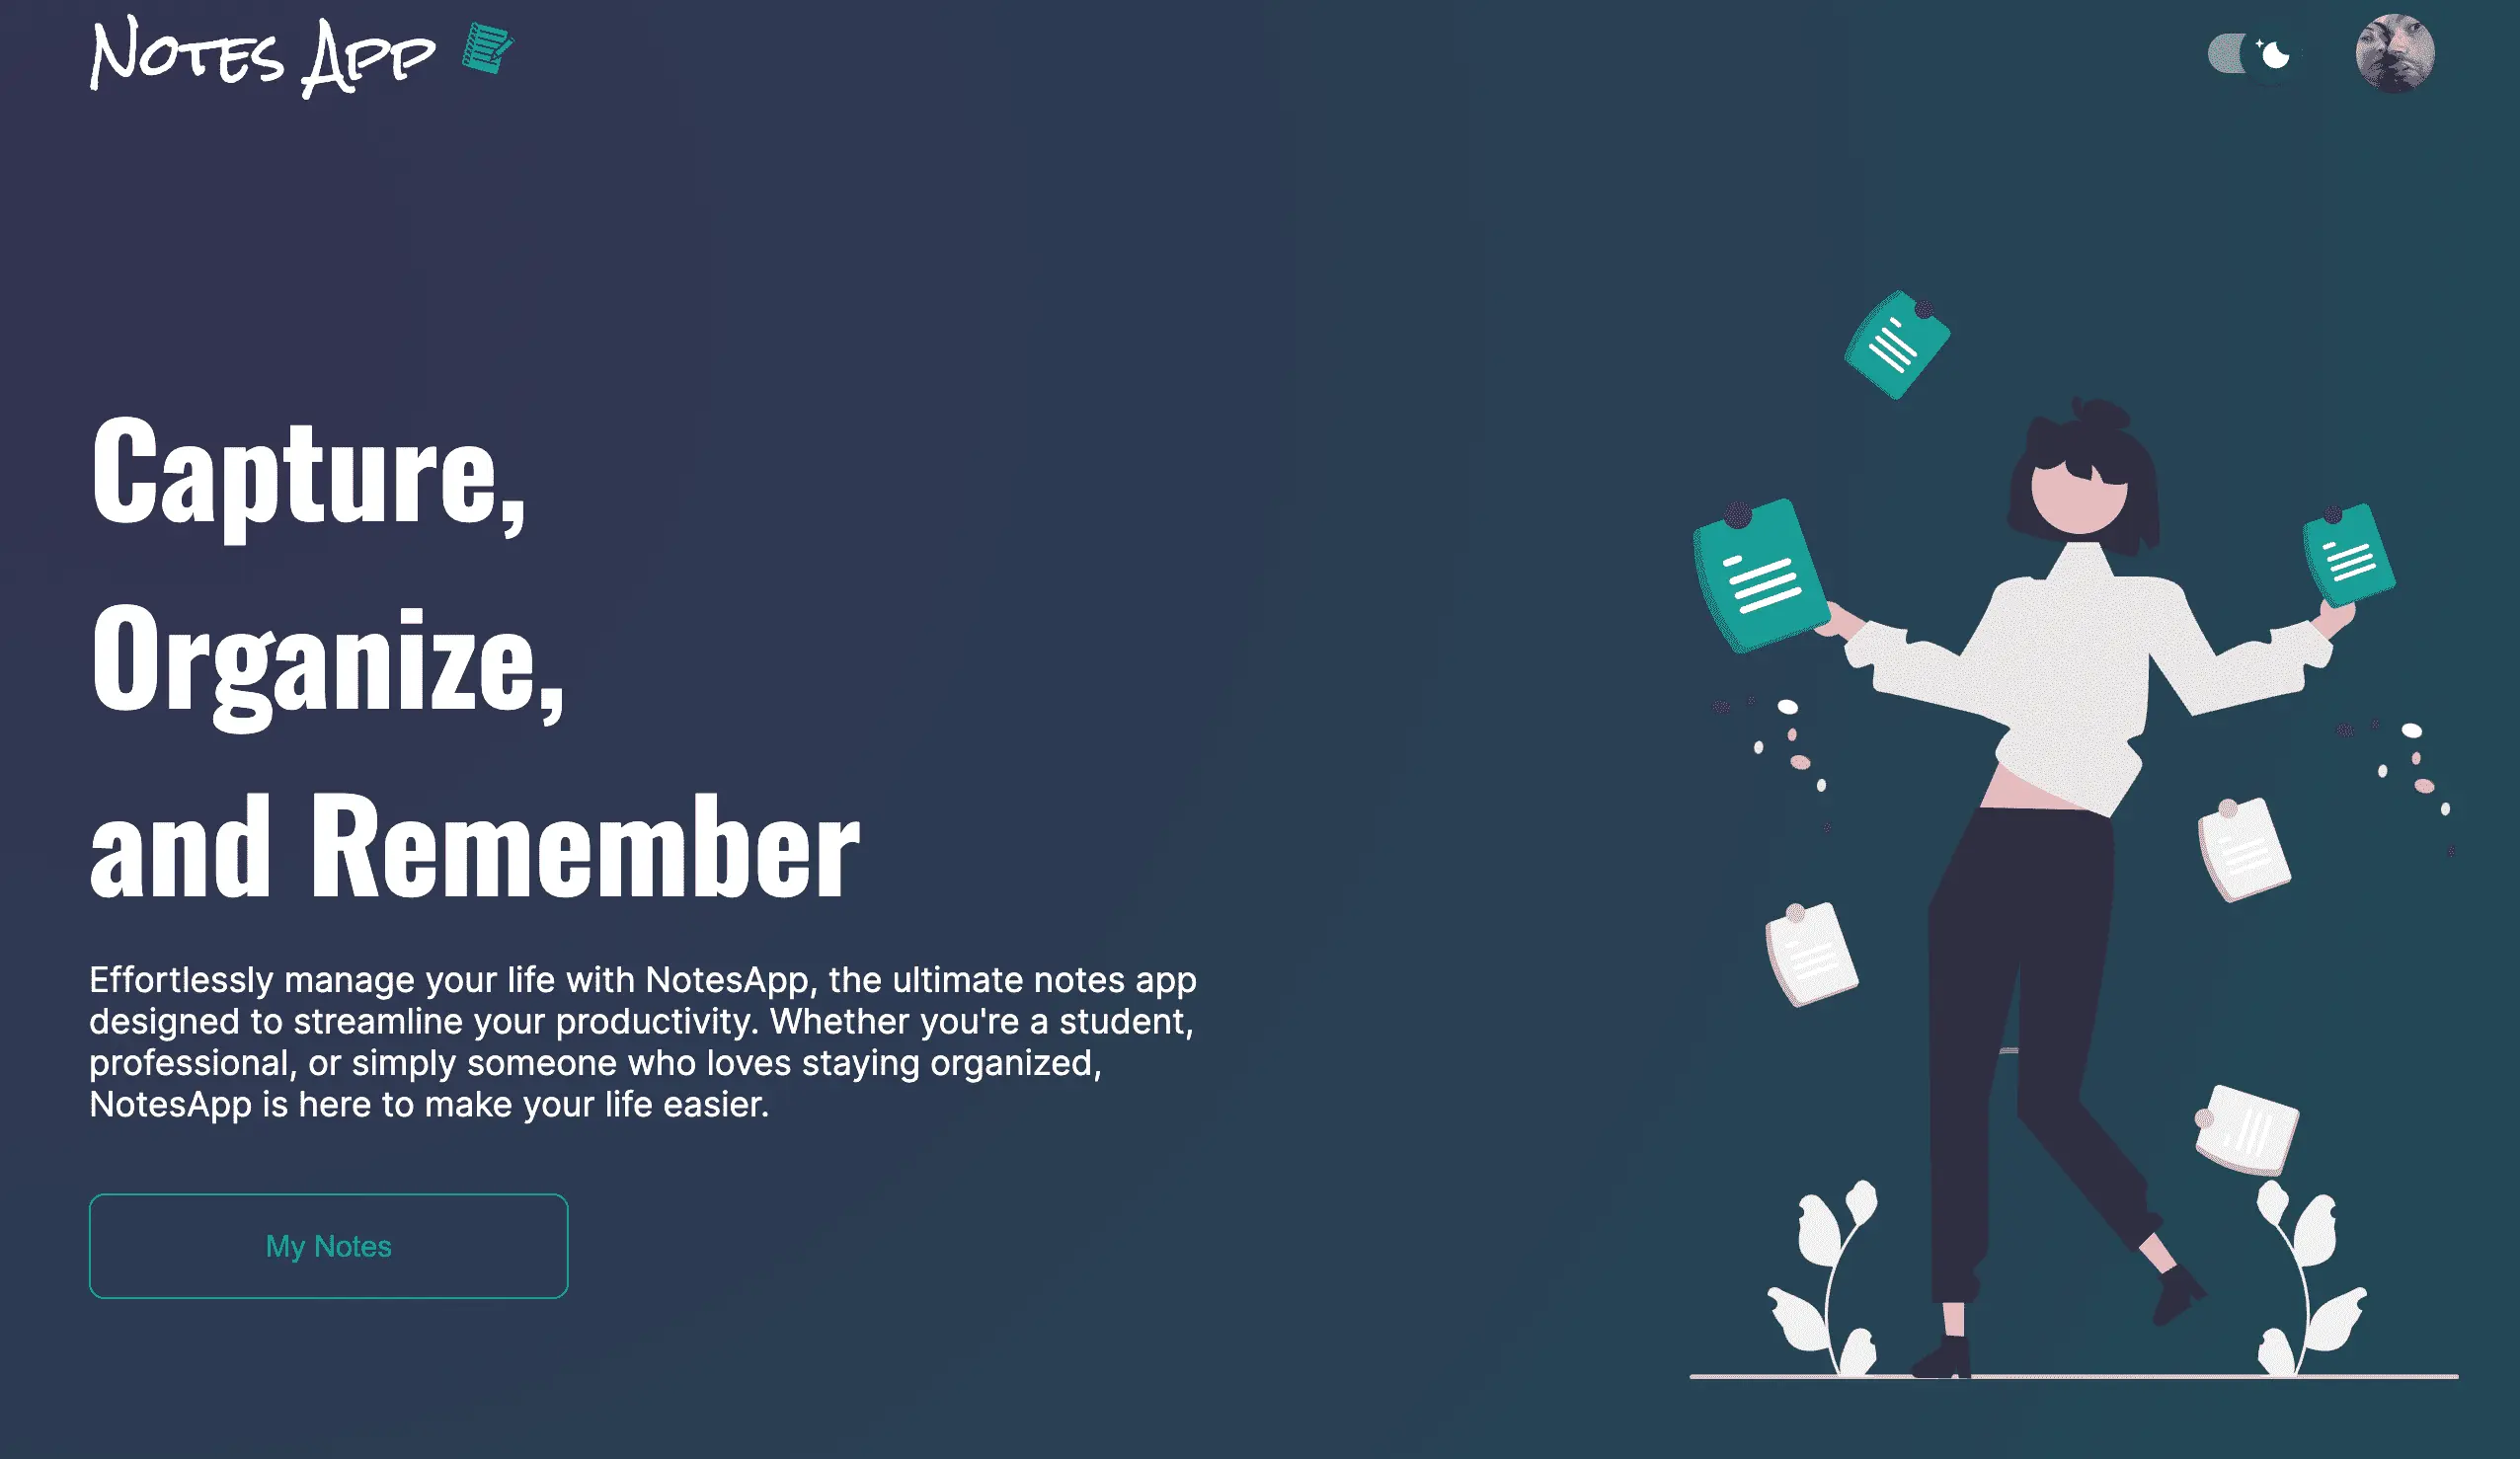 Notes App
Capture,
Organize,
and Remember
Effortlessly manage your life with NotesApp, the ultimate notes app
designed to streamline your productivity. Whether you're a student,
professional, or simply someone who loves staying organized,
NotesApp is here to make your life easier.
My Notes